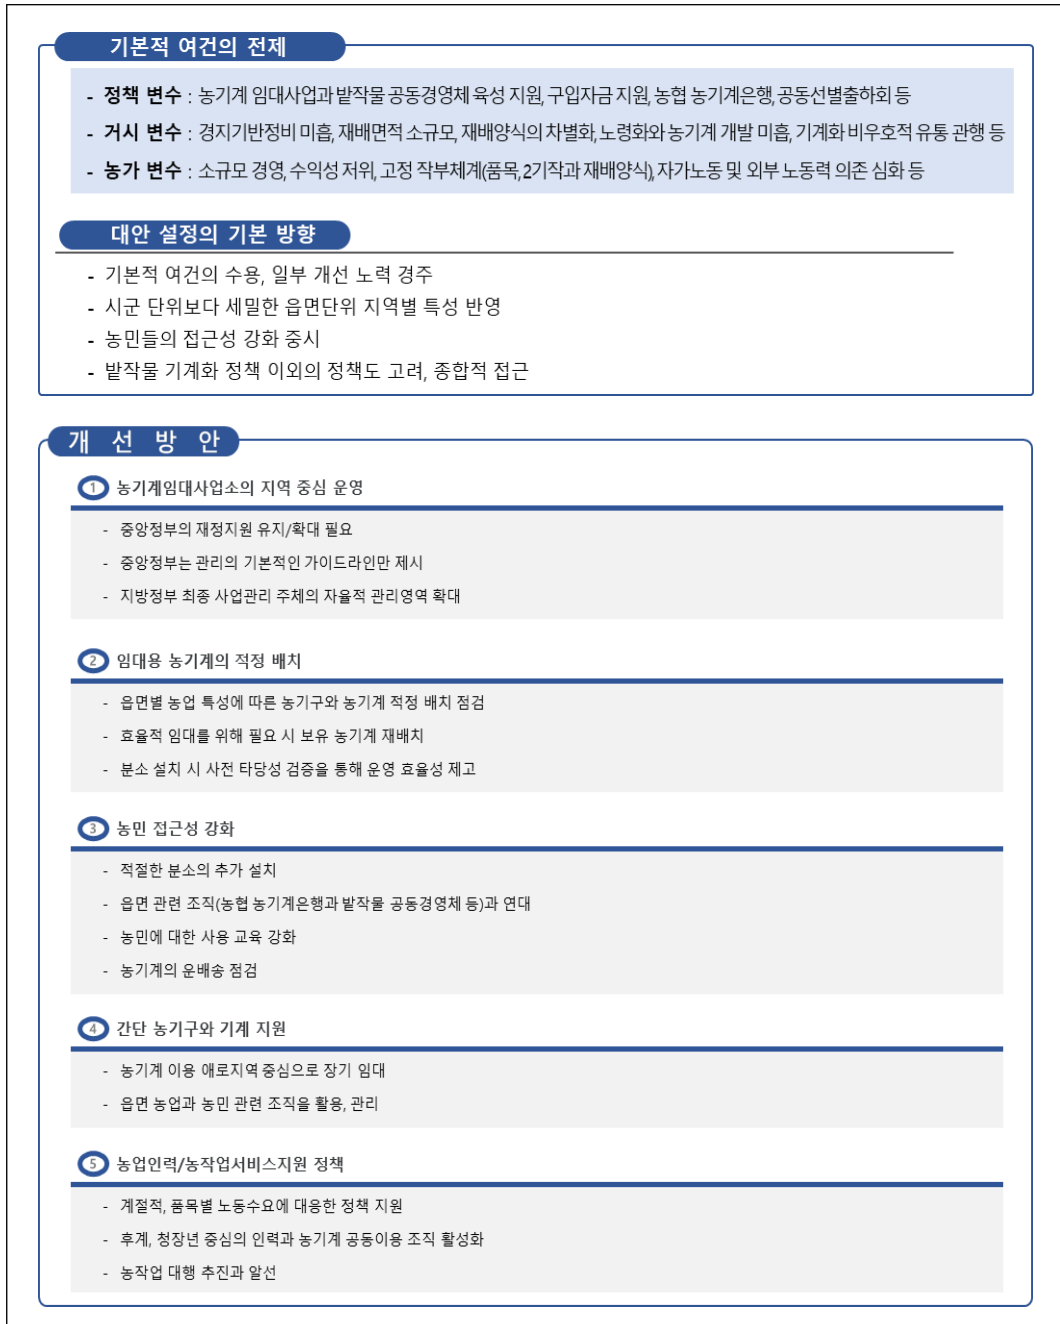 기본적 여건의 전제
- 정책 변수 : 농기계 임대사업과 밭작물 공동경영체 육성 지원, 구입자금 지원, 농협 농기계은행, 공동선별출하회 등
- 거시 변수 : 경지기반정비 미흡, 재배면적 소규모, 재배양식의 차별화, 노령화와 농기계 개발 미흡, 기계화 비우호적 유통 관행 등
- 농가 변수 : 소규모 경영, 수익성 저위, 고정 작부체계(품목, 2기작과 재배양식), 자가노동 및 외부 노동력 의존 심화 등
대안 설정의 기본 방향
- 기본적 여건의 수용, 일부 개선 노력 경주
- 시군 단위보다 세밀한 읍면단위 지역별 특성 반영
- 농민들의 접근성 강화 중시
- 밭작물 기계화 정책 이외의 정책도 고려, 종합적 접근
개 선 방 안
1 농기계임대사업소의 지역 중심 운영
- 중앙정부의 재정지원 유지/확대 필요
- 중앙정부는 관리의 기본적인 가이드라인만 제시
- 지방정부 최종 사업관리 주체의 자율적 관리영역 확대
2 임대용 농기계의 적정 배치
- 읍면별 농업 특성에 따른 농기구와 농기계 적정 배치 점검
- 효율적 임대를 위해 필요 시 보유 농기계 재배치
- 분소 설치 시 사전 타당성 검증을 통해 운영 효율성 제고
3 농민 접근성 강화
- 적절한 분소의 추가 설치
- 읍면 관련 조직(농협 농기계은행과 밭작물 공동경영체 등)과 연대
- 농민에 대한 사용 교육 강화
- 농기계의 운배송 점검
4 간단 농기구와 기계 지원
- 농기계 이용 애로지역 중심으로 장기 임대
- 읍면 농업과 농민 관련 조직을 활용, 관리
5 농업인력/농작업서비스지원 정책
- 계절적, 품목별 노동수요에 대응한 정책 지원
- 후계, 청장년 중심의 인력과 농기계 공동이용 조직 활성화
- 농작업 대행 추진과 알선